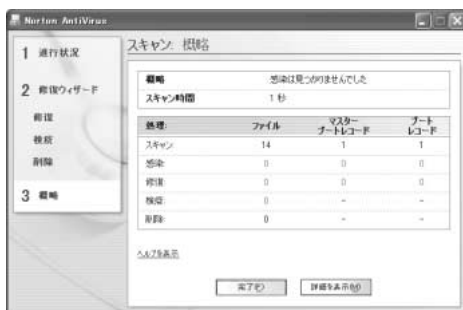 Norton AntiVirus
1 進行状況
2 修復ウィザード
修復
検疫
削除
3 概略
スキャン: 概略
概略 感染は見つかりませんでした
スキャン時間 1 秒
処理: ファイル マスター ブートレコード ブート レコード
スキャン 14 1 1
感染: 0 0 0
修復: 0 0 0
検疫: 0 - -
削除: 0 - -
ヘルプを表示
完了(F) 詳細を表示(M)